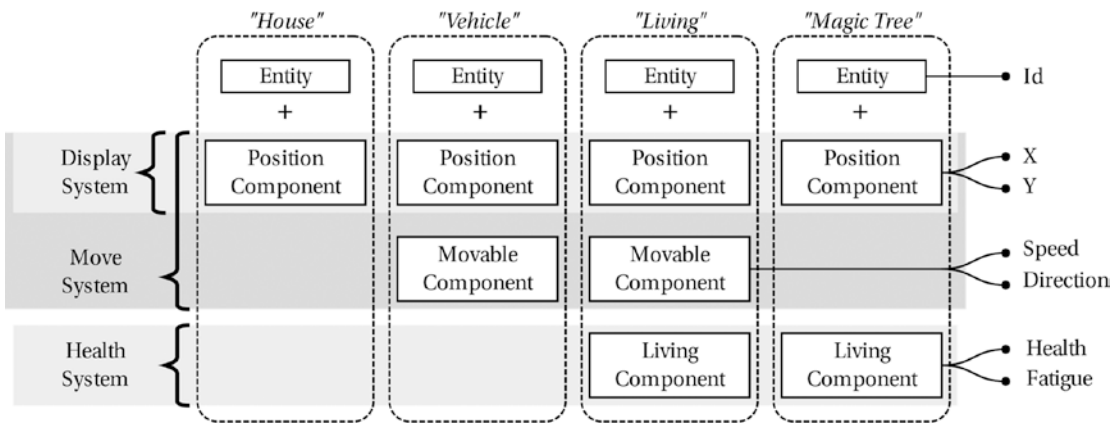 "House" "Vehicle" "Living" "Magic Tree"
Entity Entity Entity Entity Id
+ + + +
Display
System
Position
Component
Position
Component
Position
Component
Position
Component
X
Y
Move
System
Movable
Component
Movable
Component
Speed
Direction
Health
System
Living
Component
Living
Component
Health
Fatigue